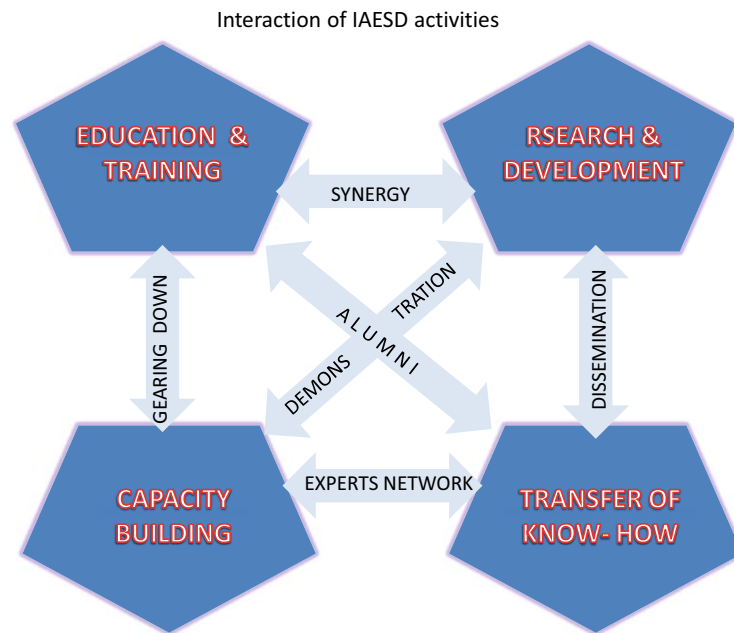 Interaction of IAESD activities
EDUCATION &
TRAINING
RSEARCH &
DEVELOPMENT
SYNERGY
GEARING DOWN
ALUMNI
DEMONS TRATION
DISSEMINATION
CAPACITY
BUILDING
EXPERTS NETWORK
TRANSFER OF
KNOW- HOW